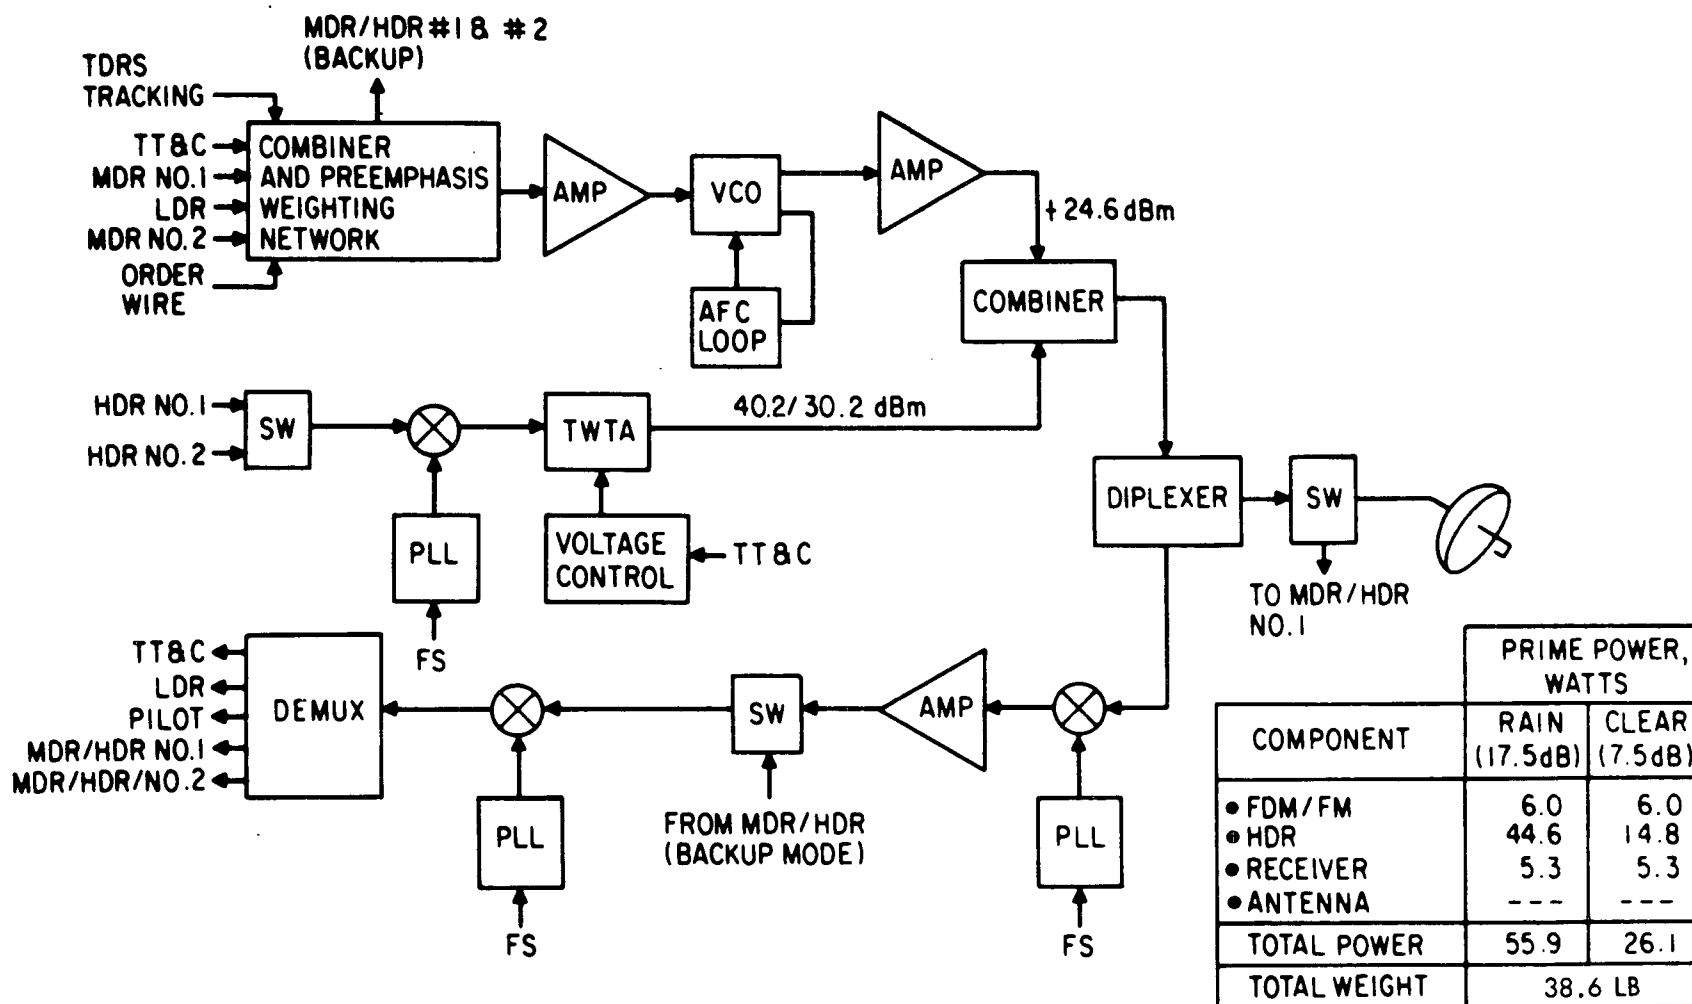 MDR/HDR #1 & #2
(BACKUP)
TDRS
TRACKING
TT&C
MDR NO.1
LDR
MDR NO.2
ORDER
WIRE
COMBINER
AND PREEMPHASIS
WEIGHTING
NETWORK
AMP
VCO
AFC
LOOP
AMP
+24.6 dBm
COMBINER
HDR NO.1
HDR NO.2
SW
TWTA
40.2/30.2 dBm
PLL
FS
VOLTAGE
CONTROL
TT&C
DIPLEXER
SW
TO MDR/HDR
NO.1
TT&C
LDR
PILOT
MDR/HDR NO.1
MDR/HDR/NO.2
DEMUX
PLL
FS
SW
FROM MDR/HDR
(BACKUP MODE)
AMP
PLL
FS
PRIME POWER,
WATTS
COMPONENT
RAIN
(17.5dB)
CLEAR
(7.5dB)
• FDM/FM 6.0 6.0
• HDR 44.6 14.8
• RECEIVER 5.3 5.3
• ANTENNA --- ---
TOTAL POWER 55.9 26.1
TOTAL WEIGHT 38.6 LB